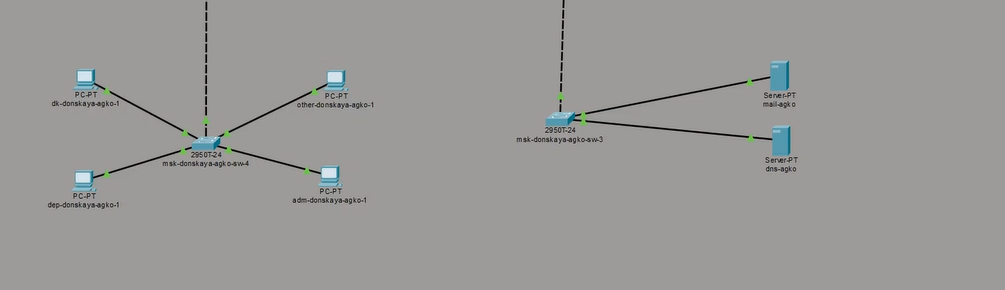 PC-PT
dk-donskaya-agko-1
PC-PT
other-donskaya-agko-1
2950T-24
msk-donskaya-agko-sw-4
PC-PT
dep-donskaya-agko-1
PC-PT
adm-donskaya-agko-1
2950T-24
msk-donskaya-agko-sw-3
Server-PT
mail-agko
Server-PT
dns-agko